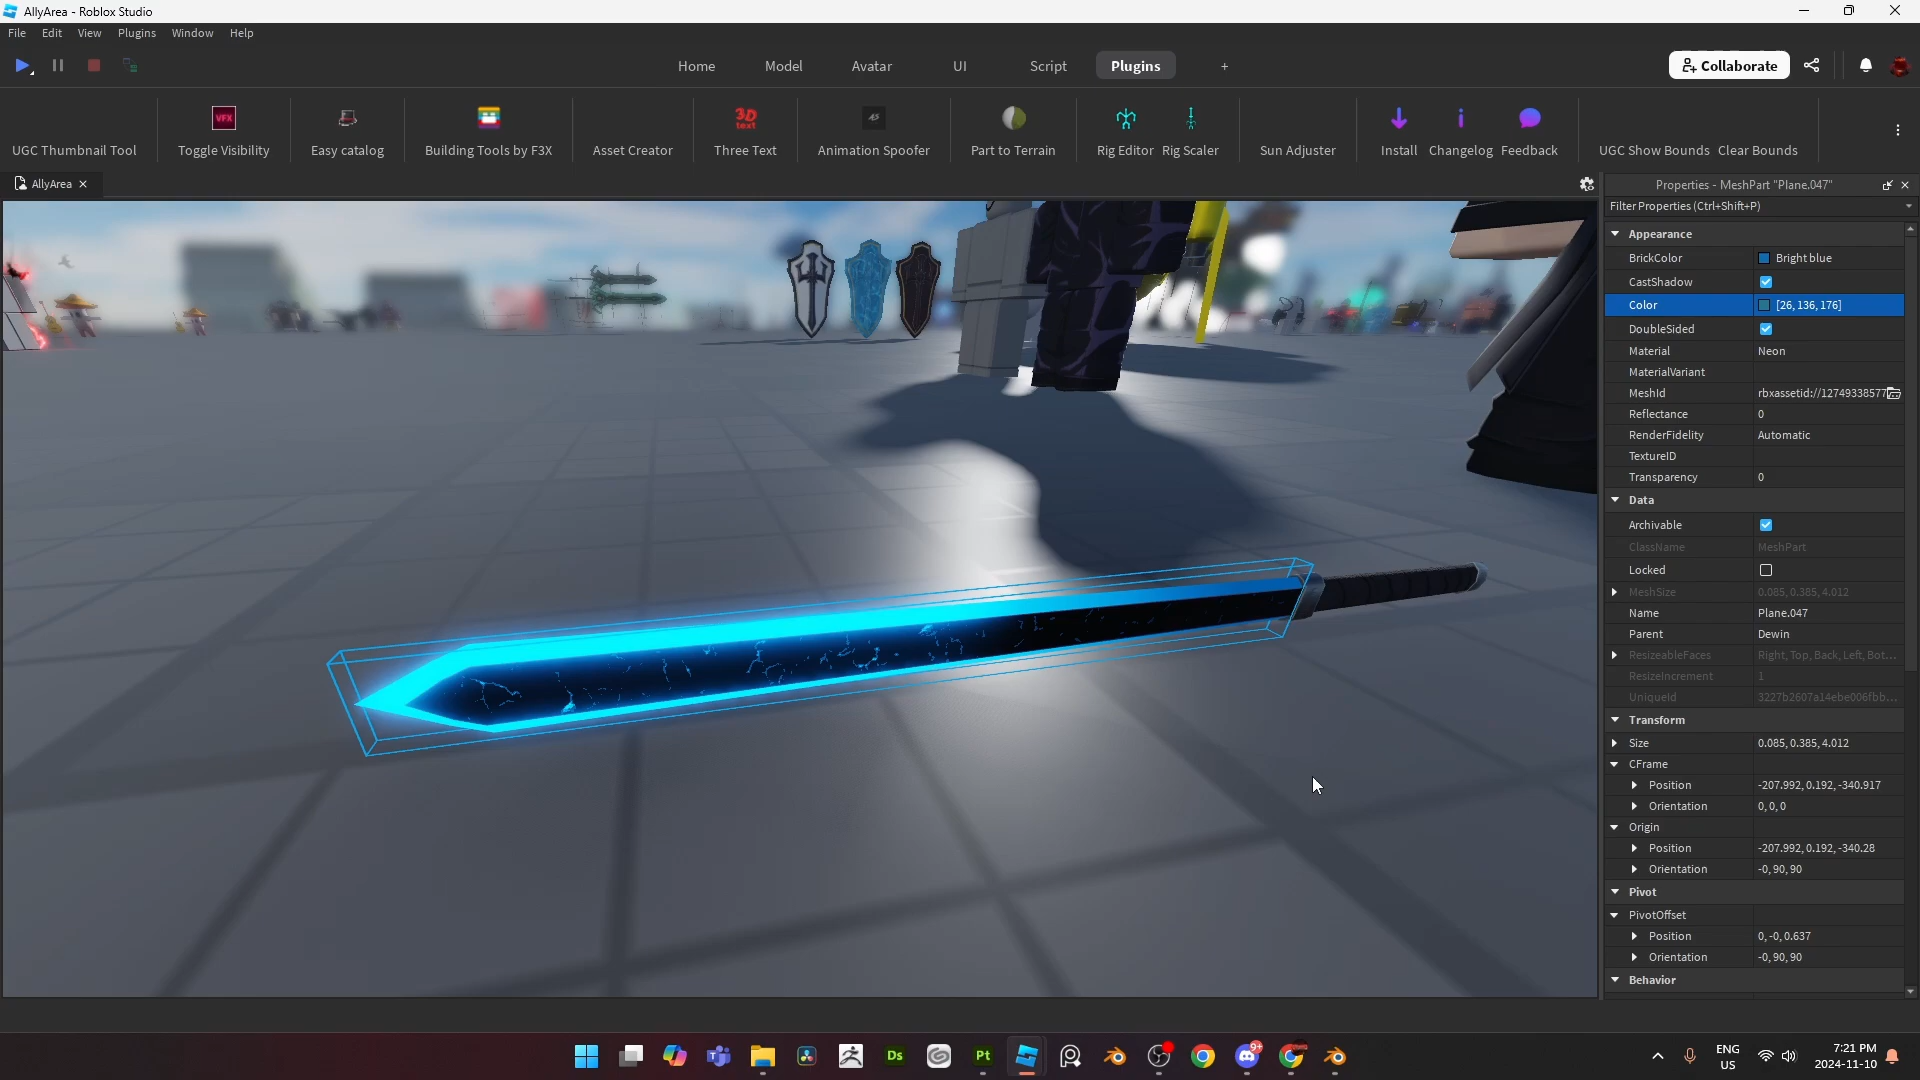 AllyArea - Roblox Studio
File Edit View Plugins Window Help
Home Model Avatar UI Script Plugins +
Collaborate
VFX
3D
text
AS
UGC Thumbnail Tool Toggle Visibility Easy catalog Building Tools by F3X Asset Creator Three Text Animation Spoofer Part to Terrain Rig Editor Rig Scaler Sun Adjuster Install Changelog Feedback UGC Show Bounds Clear Bounds
AllyArea
Properties - MeshPart "Plane.047"
Filter Properties (Ctrl+Shift+P)
Appearance
BrickColor Bright blue
CastShadow
Color [26, 136, 176]
DoubleSided
Material Neon
MaterialVariant
MeshId rbxassetid://12749338577
Reflectance 0
RenderFidelity Automatic
TextureID
Transparency 0
Data
Archivable
ClassName MeshPart
Locked
MeshSize 0.085, 0.385, 4.012
Name Plane.047
Parent Dewin
ResizeableFaces Right, Top, Back, Left, Bot...
ResizeIncrement 1
UniqueId 3227b2607a14ebe006fbb...
Transform
Size 0.085, 0.385, 4.012
CFrame
Position -207.992, 0.192, -340.917
Orientation 0, 0, 0
Origin
Position -207.992, 0.192, -340.28
Orientation -0, 90, 90
Pivot
PivotOffset
Position 0, -0, 0.637
Orientation -0, 90, 90
Behavior
Ds
Pt
9+
ENG
US
7:21 PM
2024-11-10